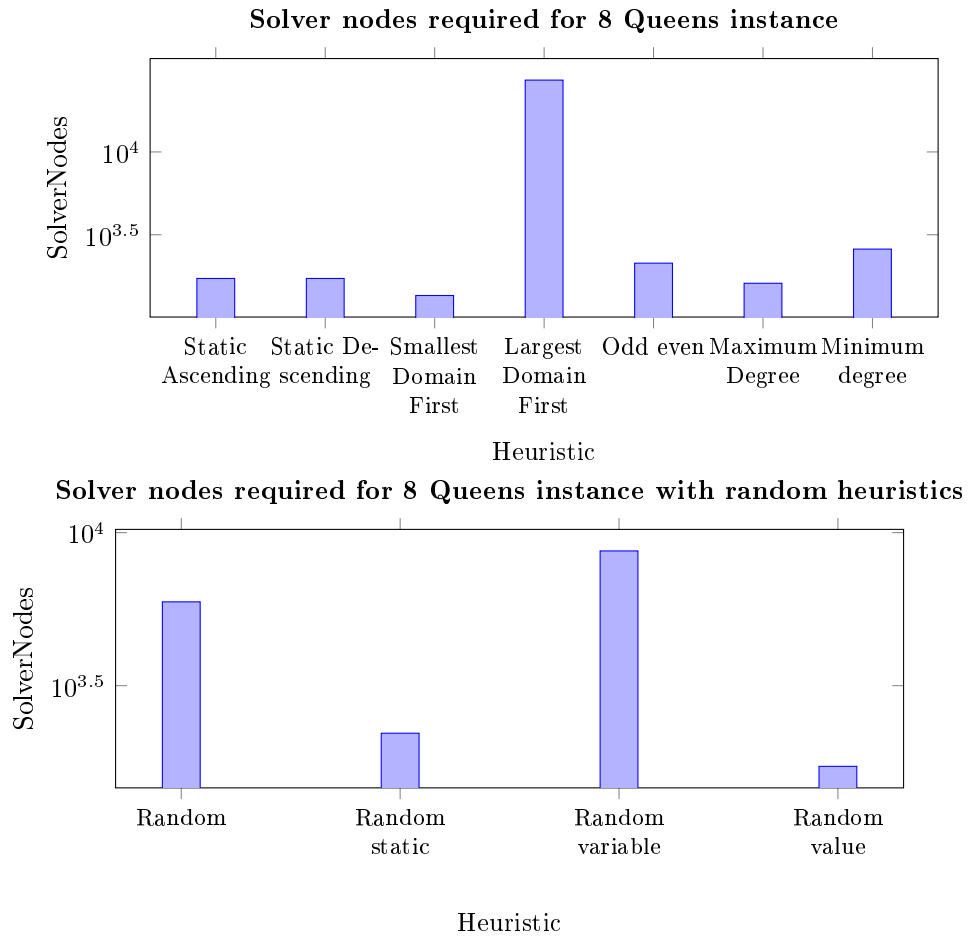 Solver nodes required for 8 Queens instance
SolverNodes
10^4
10^3.5
Static Ascending
Static De-scending
Smallest Domain First
Largest Domain First
Odd even
Maximum Degree
Minimum degree
Heuristic
Solver nodes required for 8 Queens instance with random heuristics
SolverNodes
10^4
10^3.5
Random
Random static
Random variable
Random value
Heuristic